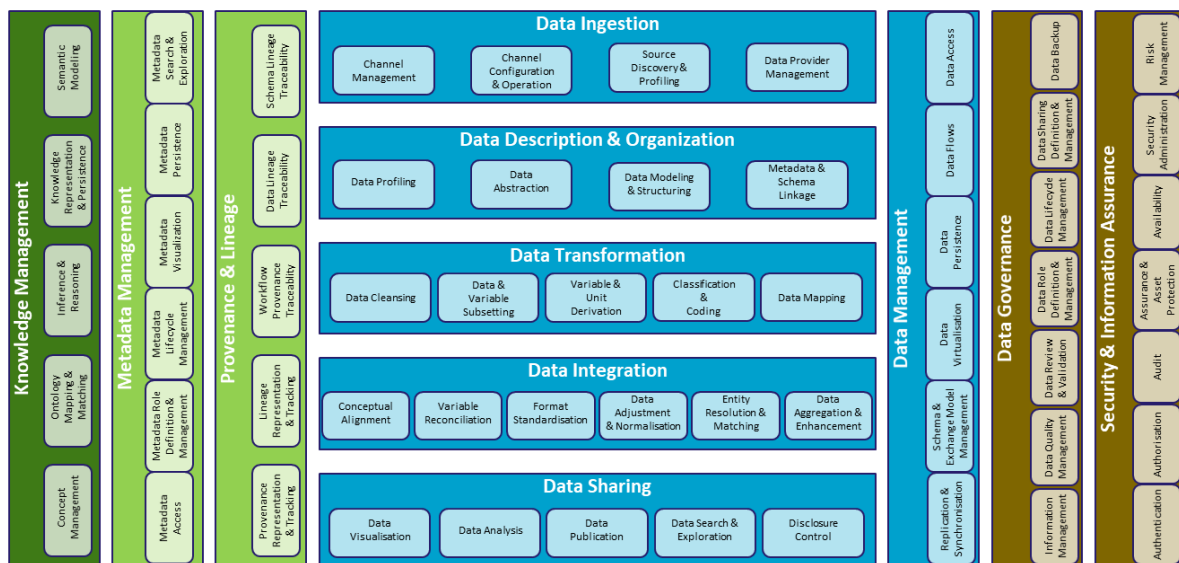 Knowledge Management
Semantic
Modeling
Knowledge
Representation
& Persistence
Inference &
Reasoning
Ontology
Mapping &
Matching
Concept
Management
Metadata Management
Metadata
Search &
Exploration
Metadata
Persistence
Metadata
Visualization
Metadata
Lifecycle
Management
Metadata Role
Definition &
Management
Metadata
Access
Provenance & Lineage
Schema Lineage
Traceability
Data Lineage
Traceability
Workflow
Provenance
Traceability
Lineage
Representation
& Tracking
Provenance
Representation
& Tracking
Data Ingestion
Channel
Management
Channel
Configuration
& Operation
Source
Discovery &
Profiling
Data Provider
Management
Data Description & Organization
Data Profiling
Data
Abstraction
Data Modeling
& Structuring
Metadata &
Schema
Linkage
Data Transformation
Data Cleansing
Data &
Variable
Subsetting
Variable &
Unit
Derivation
Classification
&
Coding
Data Mapping
Data Integration
Conceptual
Alignment
Variable
Reconciliation
Format
Standardisation
Data
Adjustment
& Normalisation
Entity
Resolution &
Matching
Data
Aggregation &
Enhancement
Data Sharing
Data
Visualisation
Data Analysis
Data
Publication
Data Search &
Exploration
Disclosure
Control
Data Management
Data Access
Data Flows
Data
Persistence
Data
Virtualisation
Schema &
Exchange Model
Management
Replication &
Synchronisation
Data Governance
Data Backup
Data Sharing
Definition &
Management
Data Lifecycle
Management
Data Role
Definition &
Management
Data Review
& Validation
Data Quality
Management
Information
Management
Security & Information Assurance
Risk
Management
Security
Administration
Availability
Assurance &
Asset
Protection
Audit
Authorisation
Authentication